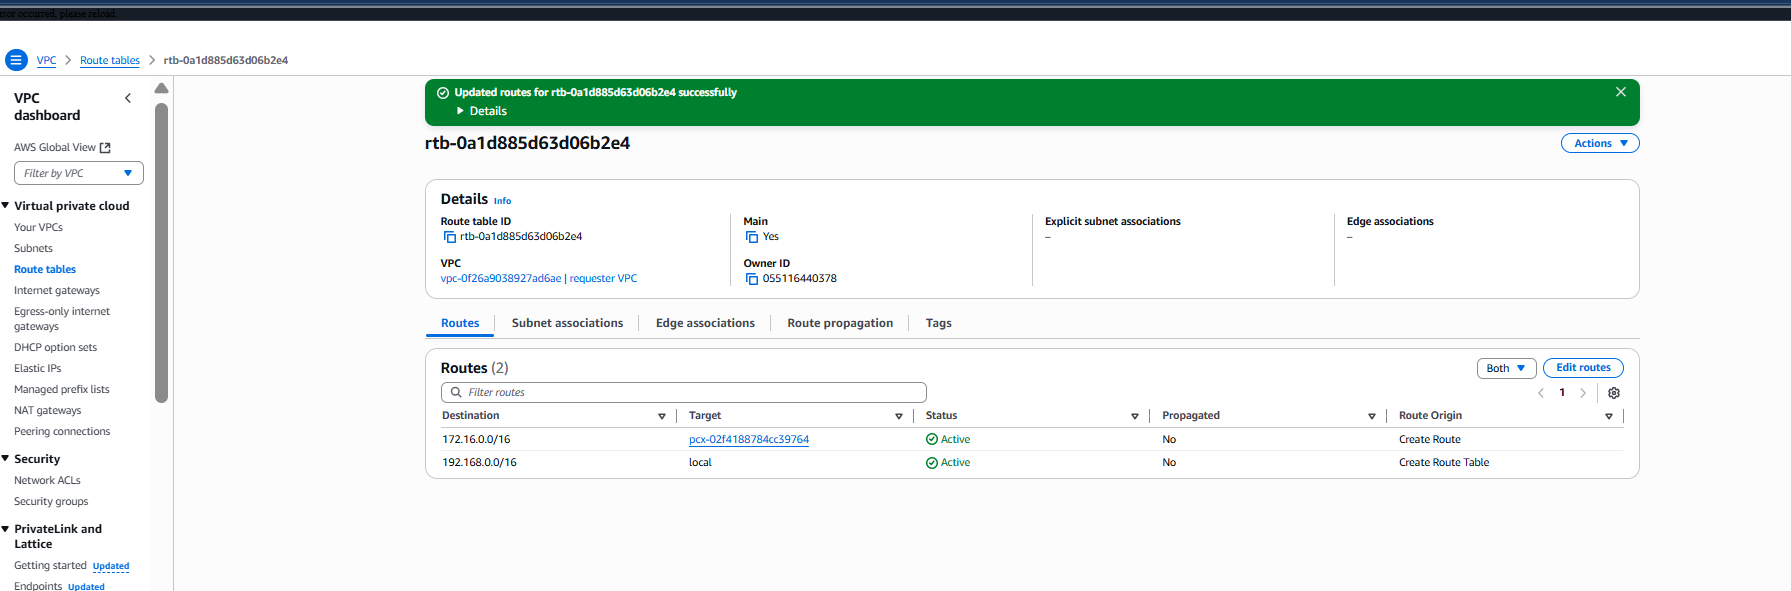 error occurred, please reload.
VPC > Route tables > rtb-0a1d885d63d06b2e4
VPC dashboard
AWS Global View
Filter by VPC
Virtual private cloud
Your VPCs
Subnets
Route tables
Internet gateways
Egress-only internet
gateways
DHCP option sets
Elastic IPs
Managed prefix lists
NAT gateways
Peering connections
Security
Network ACLs
Security groups
PrivateLink and
Lattice
Getting started Updated
Endpoints Updated
Updated routes for rtb-0a1d885d63d06b2e4 successfully
Details
rtb-0a1d885d63d06b2e4
Actions
Details Info
Route table ID
rtb-0a1d885d63d06b2e4
Main
Yes
Explicit subnet associations
–
Edge associations
–
VPC
vpc-0f26a9038927ad6ae | requester VPC
Owner ID
055116440378
Routes
Subnet associations
Edge associations
Route propagation
Tags
Routes (2)
Both
Edit routes
Filter routes
1
Destination Target Status Propagated Route Origin
172.16.0.0/16 pcx-02f4188784cc39764 Active No Create Route
192.168.0.0/16 local Active No Create Route Table